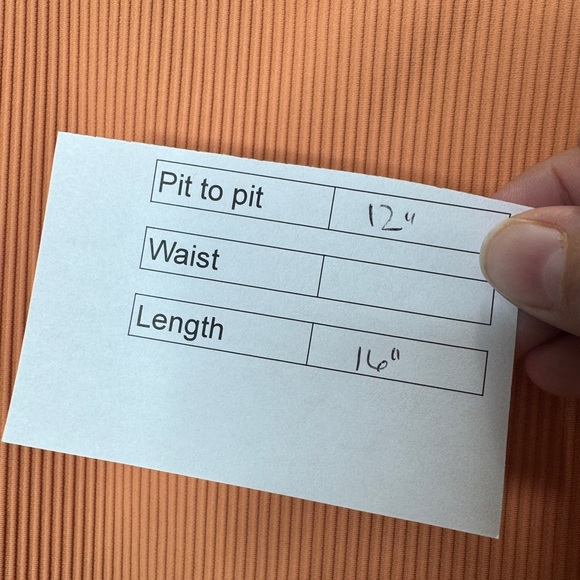 Pit to pit 12"
Waist
Length 16"